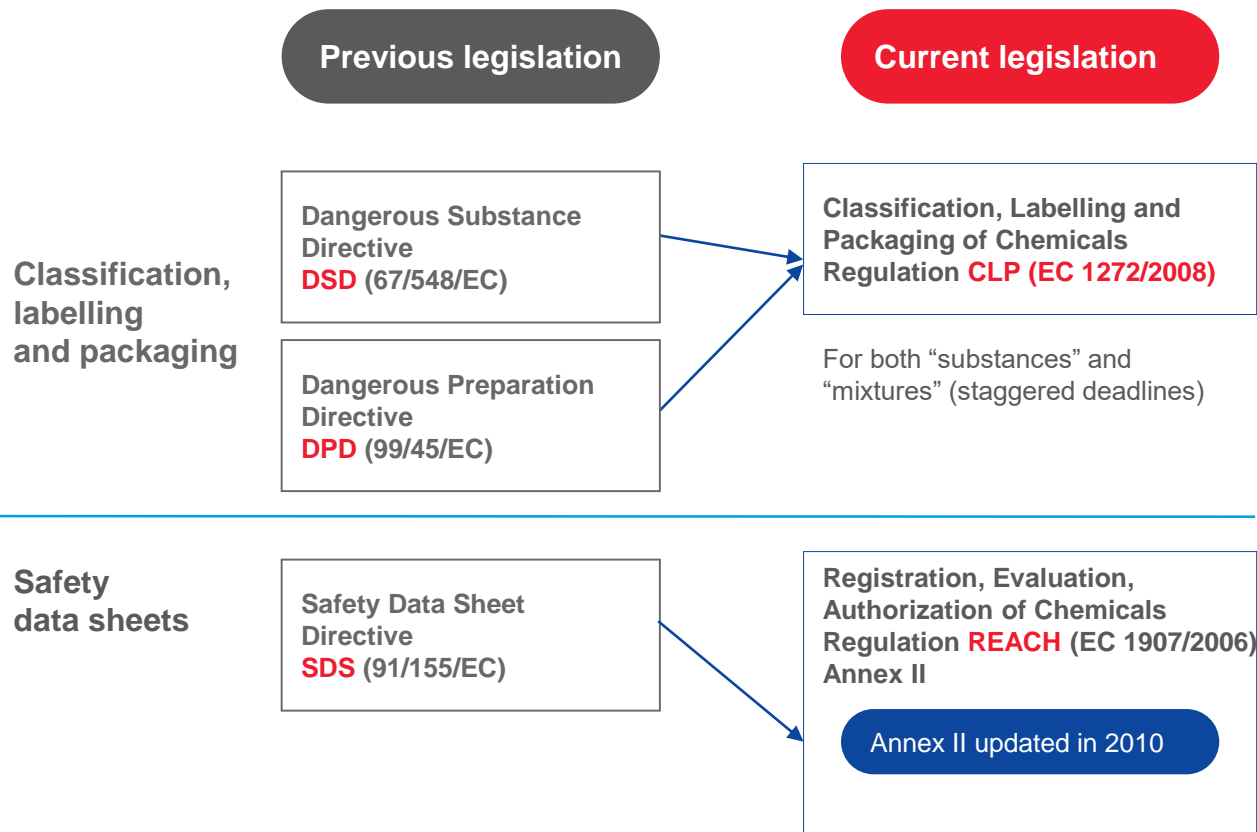 Previous legislation
Current legislation
Classification,
labelling
and packaging
Dangerous Substance
Directive
DSD (67/548/EC)
Dangerous Preparation
Directive
DPD (99/45/EC)
Classification, Labelling and
Packaging of Chemicals
Regulation CLP (EC 1272/2008)
For both “substances” and
“mixtures” (staggered deadlines)
Safety
data sheets
Safety Data Sheet
Directive
SDS (91/155/EC)
Registration, Evaluation,
Authorization of Chemicals
Regulation REACH (EC 1907/2006)
Annex II
Annex II updated in 2010